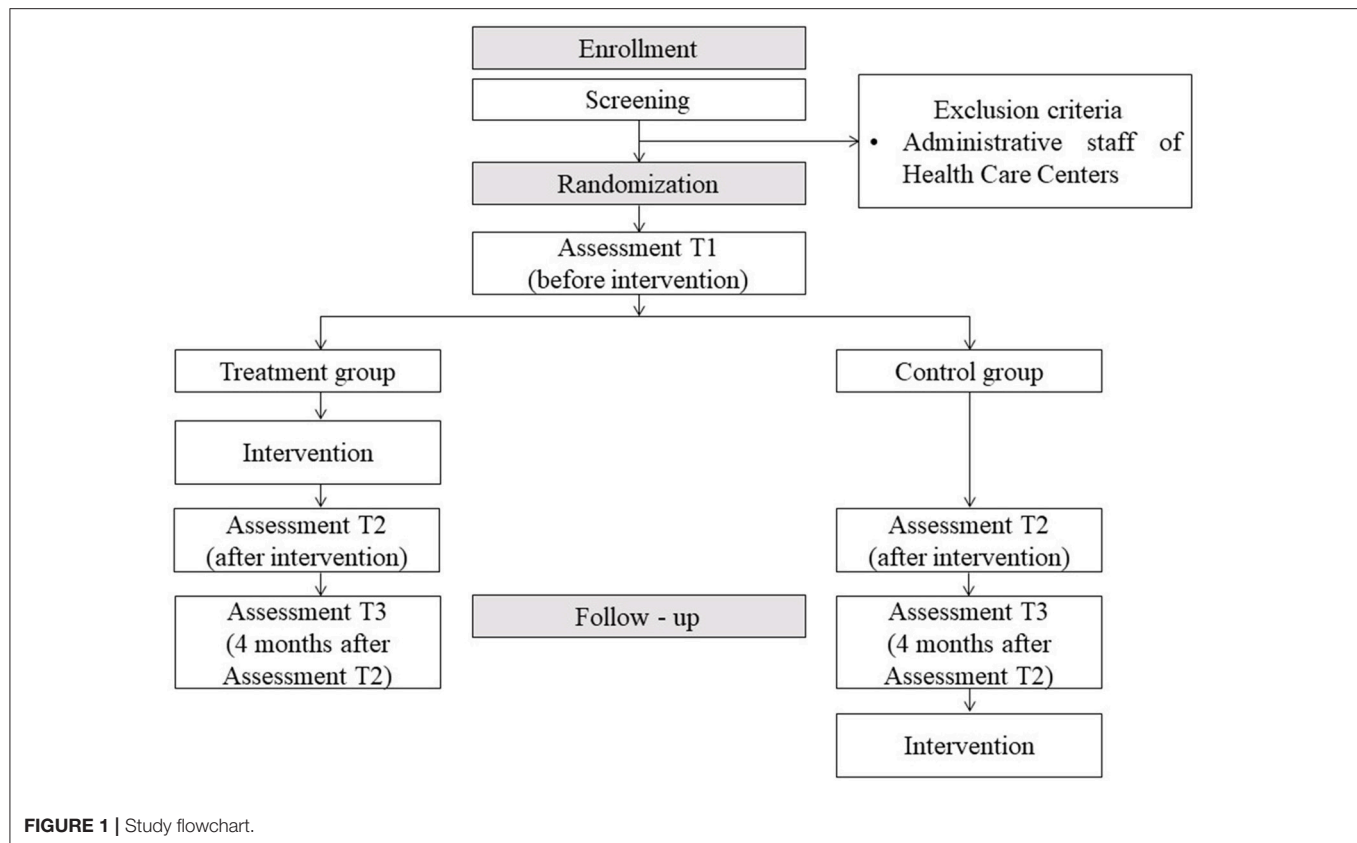 Enrollment
Screening
Exclusion criteria
• Administrative staff of
Health Care Centers
Randomization
Assessment T1
(before intervention)
Treatment group
Control group
Intervention
Assessment T2
(after intervention)
Assessment T2
(after intervention)
Assessment T3
(4 months after
Assessment T2)
Follow - up
Assessment T3
(4 months after
Assessment T2)
Intervention
FIGURE 1 | Study flowchart.